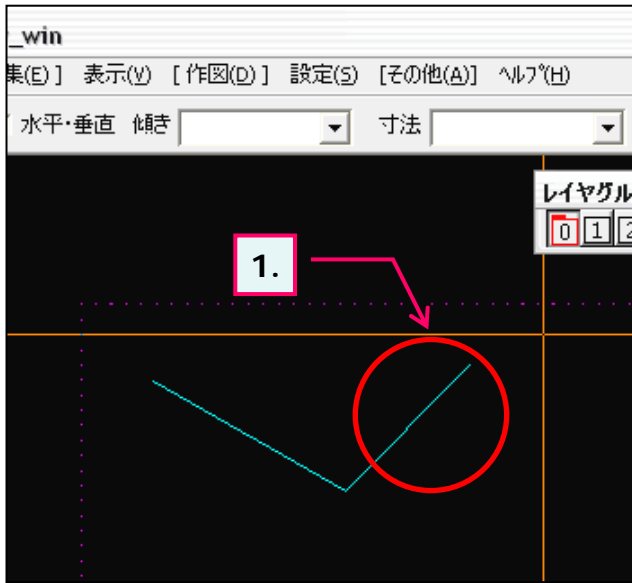 _win
集(E) ] 表示(V) [ 作図(D) ] 設定(S) [その他(A)] ﾍﾙﾌﾟ(H)
水平・垂直 傾き 寸法
レイヤグル
0 1 2
1.